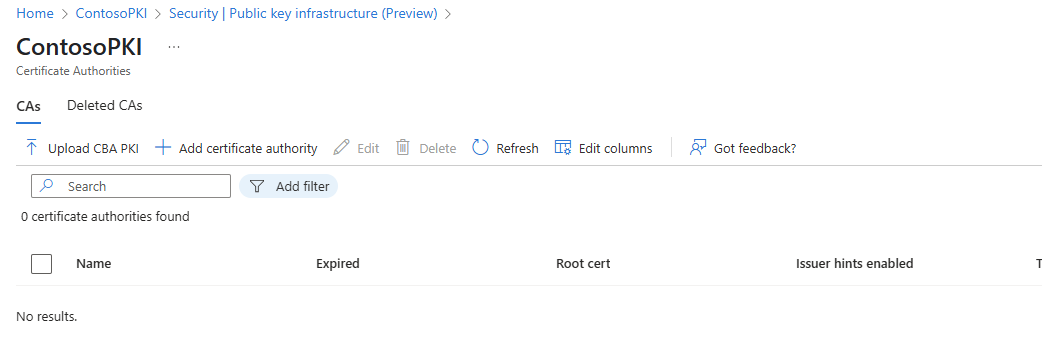 Home > ContosoPKI > Security | Public key infrastructure (Preview) >
ContosoPKI ...
Certificate Authorities
CAs Deleted CAs
Upload CBA PKI Add certificate authority Edit Delete Refresh Edit columns Got feedback?
Search Add filter
0 certificate authorities found
Name Expired Root cert Issuer hints enabled T
No results.